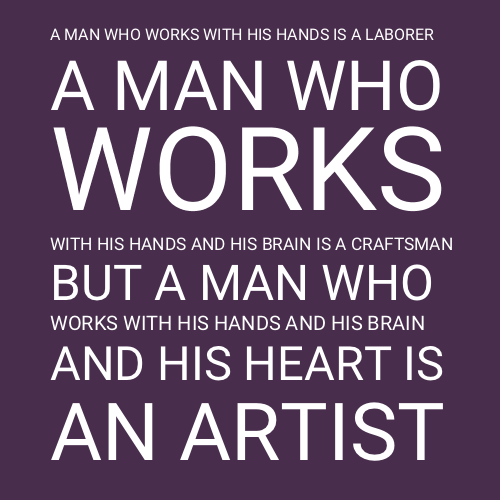 A MAN WHO WORKS WITH HIS HANDS IS A LABORER
A MAN WHO
WORKS
WITH HIS HANDS AND HIS BRAIN IS A CRAFTSMAN
BUT A MAN WHO
WORKS WITH HIS HANDS AND HIS BRAIN
AND HIS HEART IS
AN ARTIST